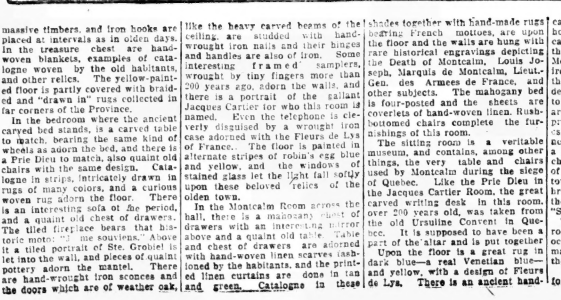 massive timbers, and iron hooks are
placed at intervals as in olden days.
In the treasure chest are hand-
woven blankets, examples of cata-
logne woven by the old habitants,
and other relics. The yellow-paint-
ed floor is partly covered with braid-
ed and "drawn in" rugs collected in
far corners of the Province.
In the bedroom where the ancient
carved bed stands, is a carved table
to match, bearing the same kind of
wheels as adorn the bed, and there is
a Prie Dieu to match, also quaint old
chairs with the same design. Cata-
logne in strips, intricately drawn in
rugs of many colors, and a curious
woven rug adorn the floor. There
is an interesting sofa of the period,
and a quaint old chest of drawers.
The tiled fireplace bears that his-
toric moto: "J me souviens." Above
it a tiled portrait of Ste. Grobiel is
let into the wall, and pieces of quaint
pottery adorn the mantel. There
are hand-wrought iron sconces and
the doors which are of weather oak,
like the heavy carved beams of the
ceiling, are studded with hand-
wrought iron nails and their hinges
and handles are also of iron. Some
interesting framed samplers,
wrought by tiny fingers more than
200 years ago, adorn the walls, and
there is a portrait of the gallant
Jacques Cartier for who this room is
named. Even the telephone is cle-
verly disguised by a wrought iron
case adorned with the Fleurs de Lys
of France. The floor is painted in
alternate stripes of robin's egg blue
and yellow, and the windows of
stained glass let the light fall softly
upon these beloved relics of the
olden town.
In the Montcalm Room across the
hall, there is a mahogany chest of
drawers with an interesting mirror
above and a quaint old table. Table
and chest of drawers are adorned
with hand-woven linen scarves fash-
ioned by the habitants, and the print-
ed linen curtains are done in tan
and green. Catalogne in these
shades together with hand-made rugs
bearing French mottoes, are upon
the floor and the walls are hung with
rare historical engravings depicting
the Death of Montcalm, Louis Jo-
seph, Marquis de Montcalm, Lieut.-
Gen. des Armees de France, and
other subjects. The mahogany bed
is four-posted and the sheets are
coverlets of hand-woven linen. Rush-
bottomed chairs complete the fur-
nishings of this room.
The sitting room is a veritable
museum, and contains, among other
things, the very table and chairs
used by Montcalm during the siege
of Quebec. Like the Prie Dieu in
the Jacques Cartier Room, the great
carved writing desk in this room,
over 200 years old, was taken from
the old Ursuline Convent in Que-
bec. It is supposed to have been a
part of the altar and is put together
Upon the floor is a great rug in
dark blue—a real Venetian blue—
and yellow, with a design of Fleurs
de Lys. There is an ancient hand-